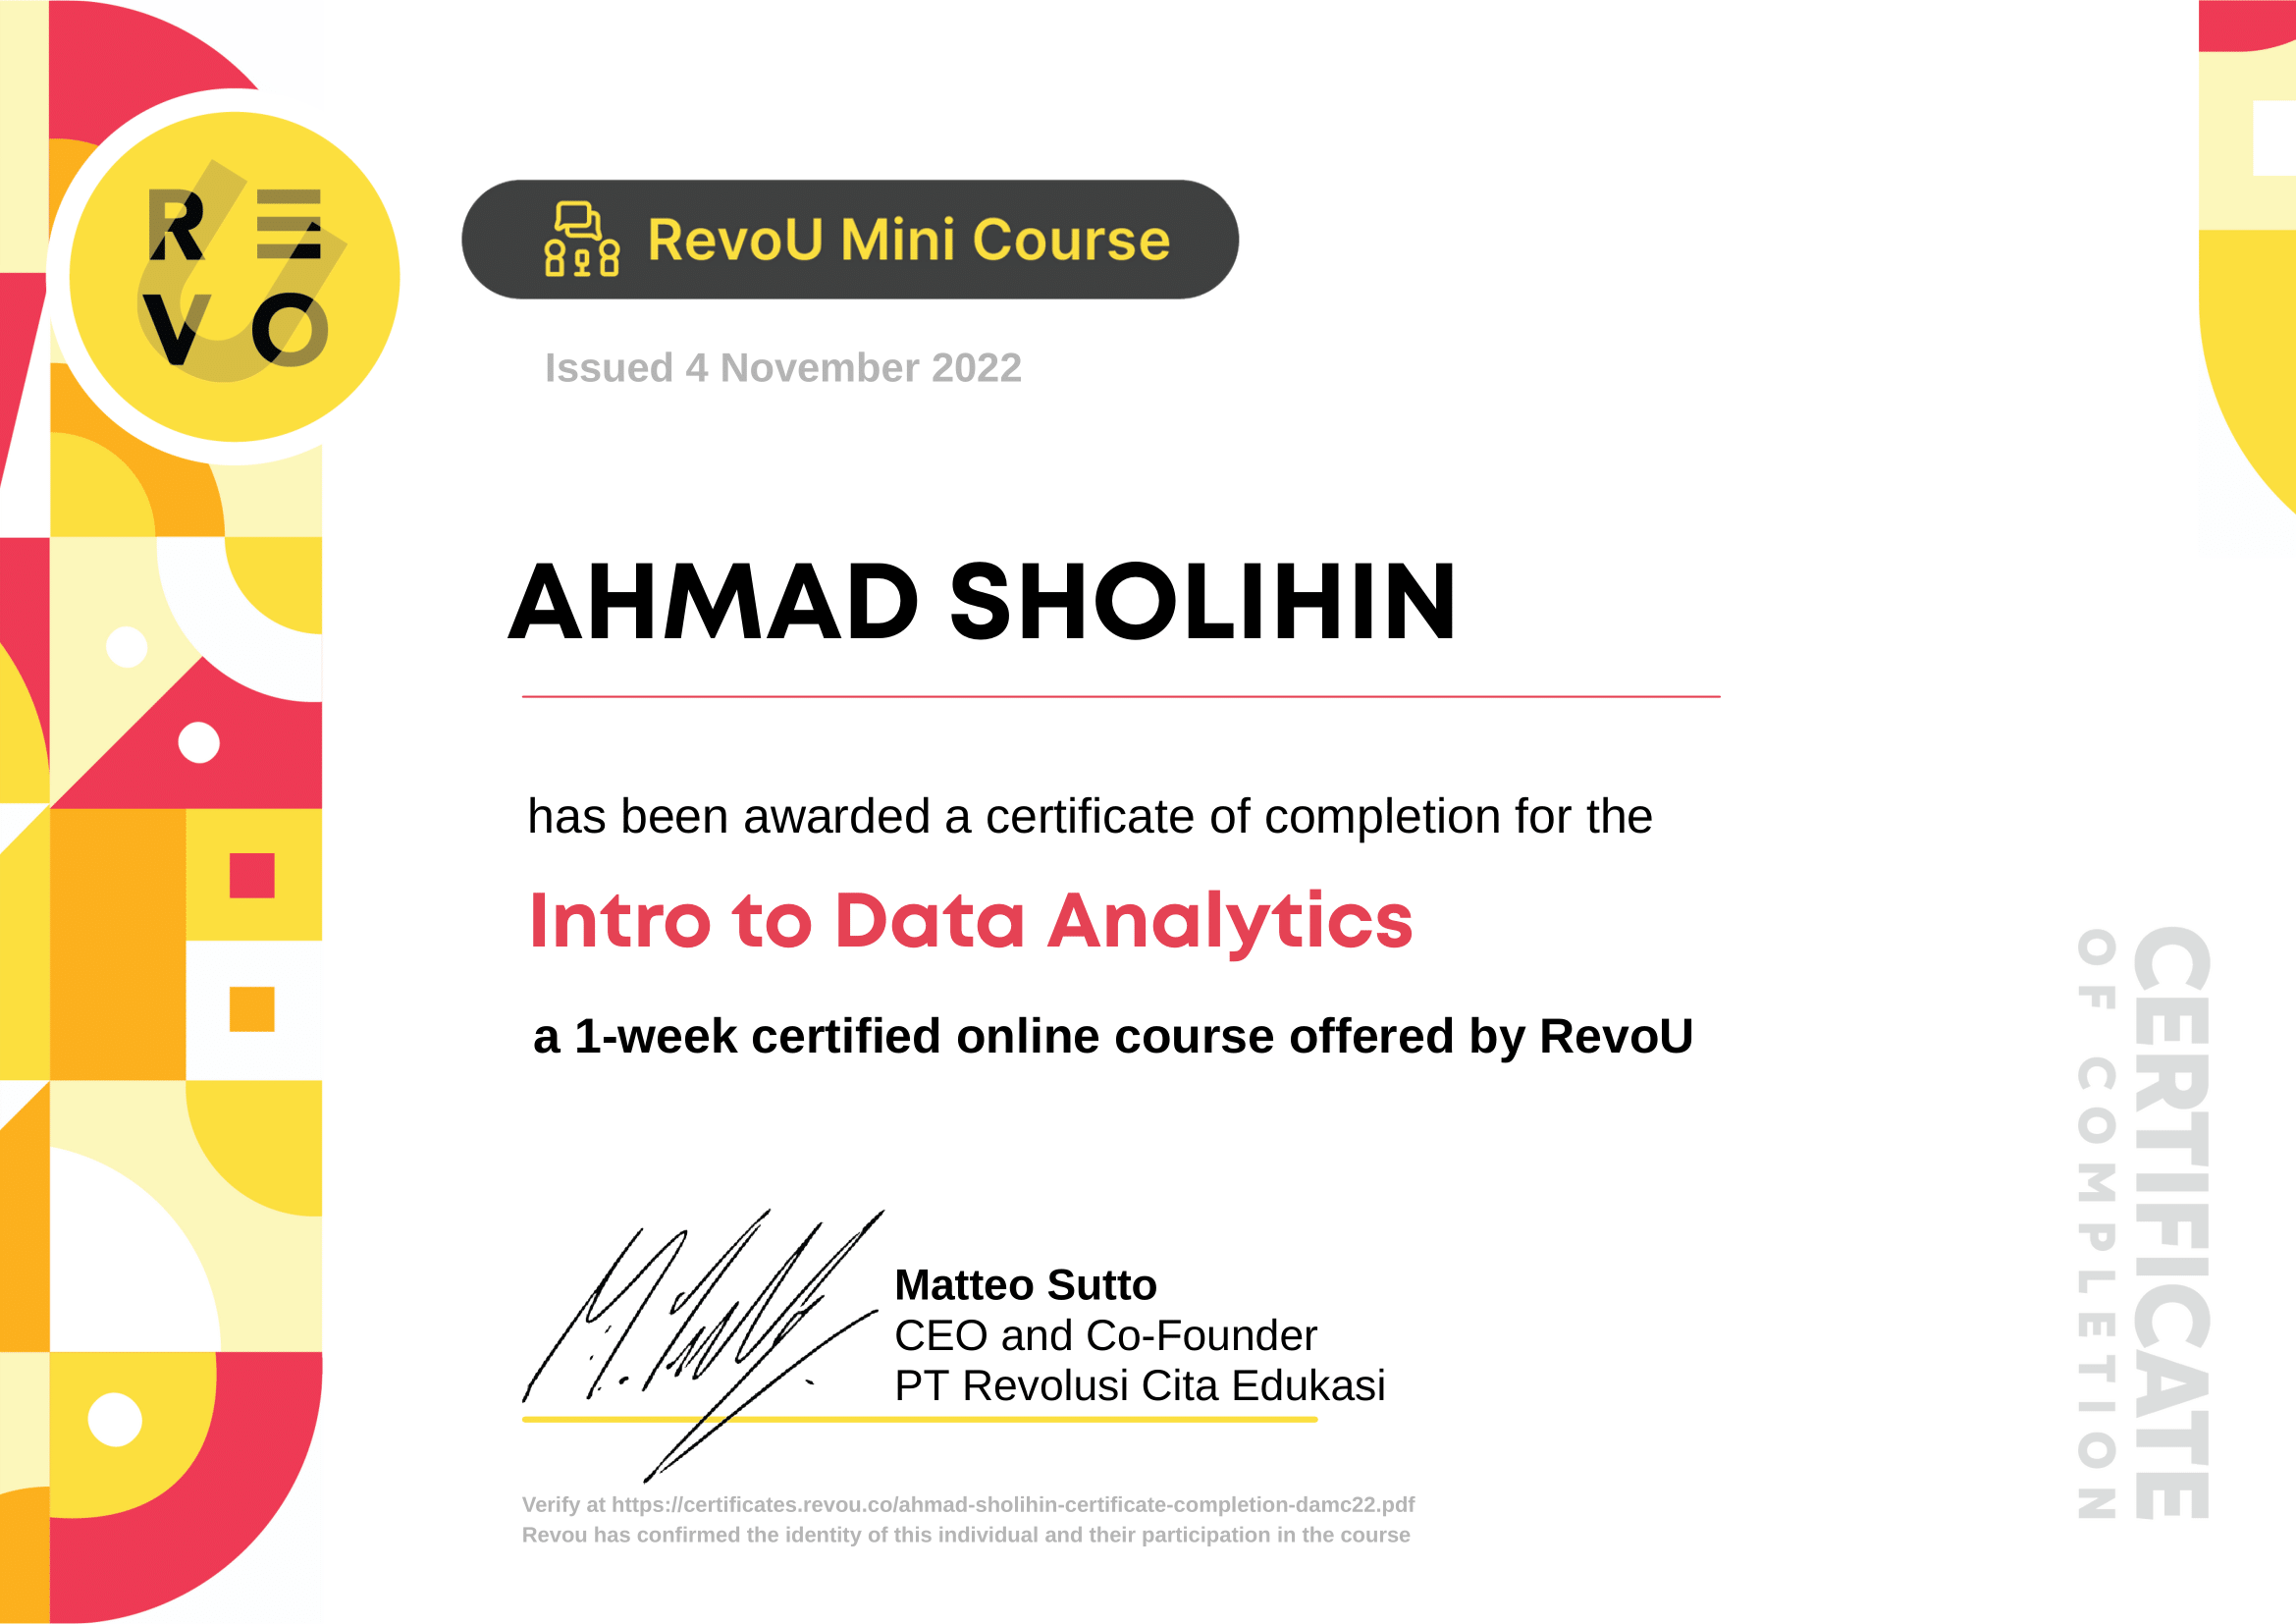 RE
VO
RevoU Mini Course
Issued 4 November 2022
AHMAD SHOLIHIN
has been awarded a certificate of completion for the
Intro to Data Analytics
a 1-week certified online course offered by RevoU
Matteo Sutto
CEO and Co-Founder
PT Revolusi Cita Edukasi
Verify at https://certificates.revou.co/ahmad-sholihin-certificate-completion-damc22.pdf
Revou has confirmed the identity of this individual and their participation in the course
CERTIFICATE
OF COMPLETION